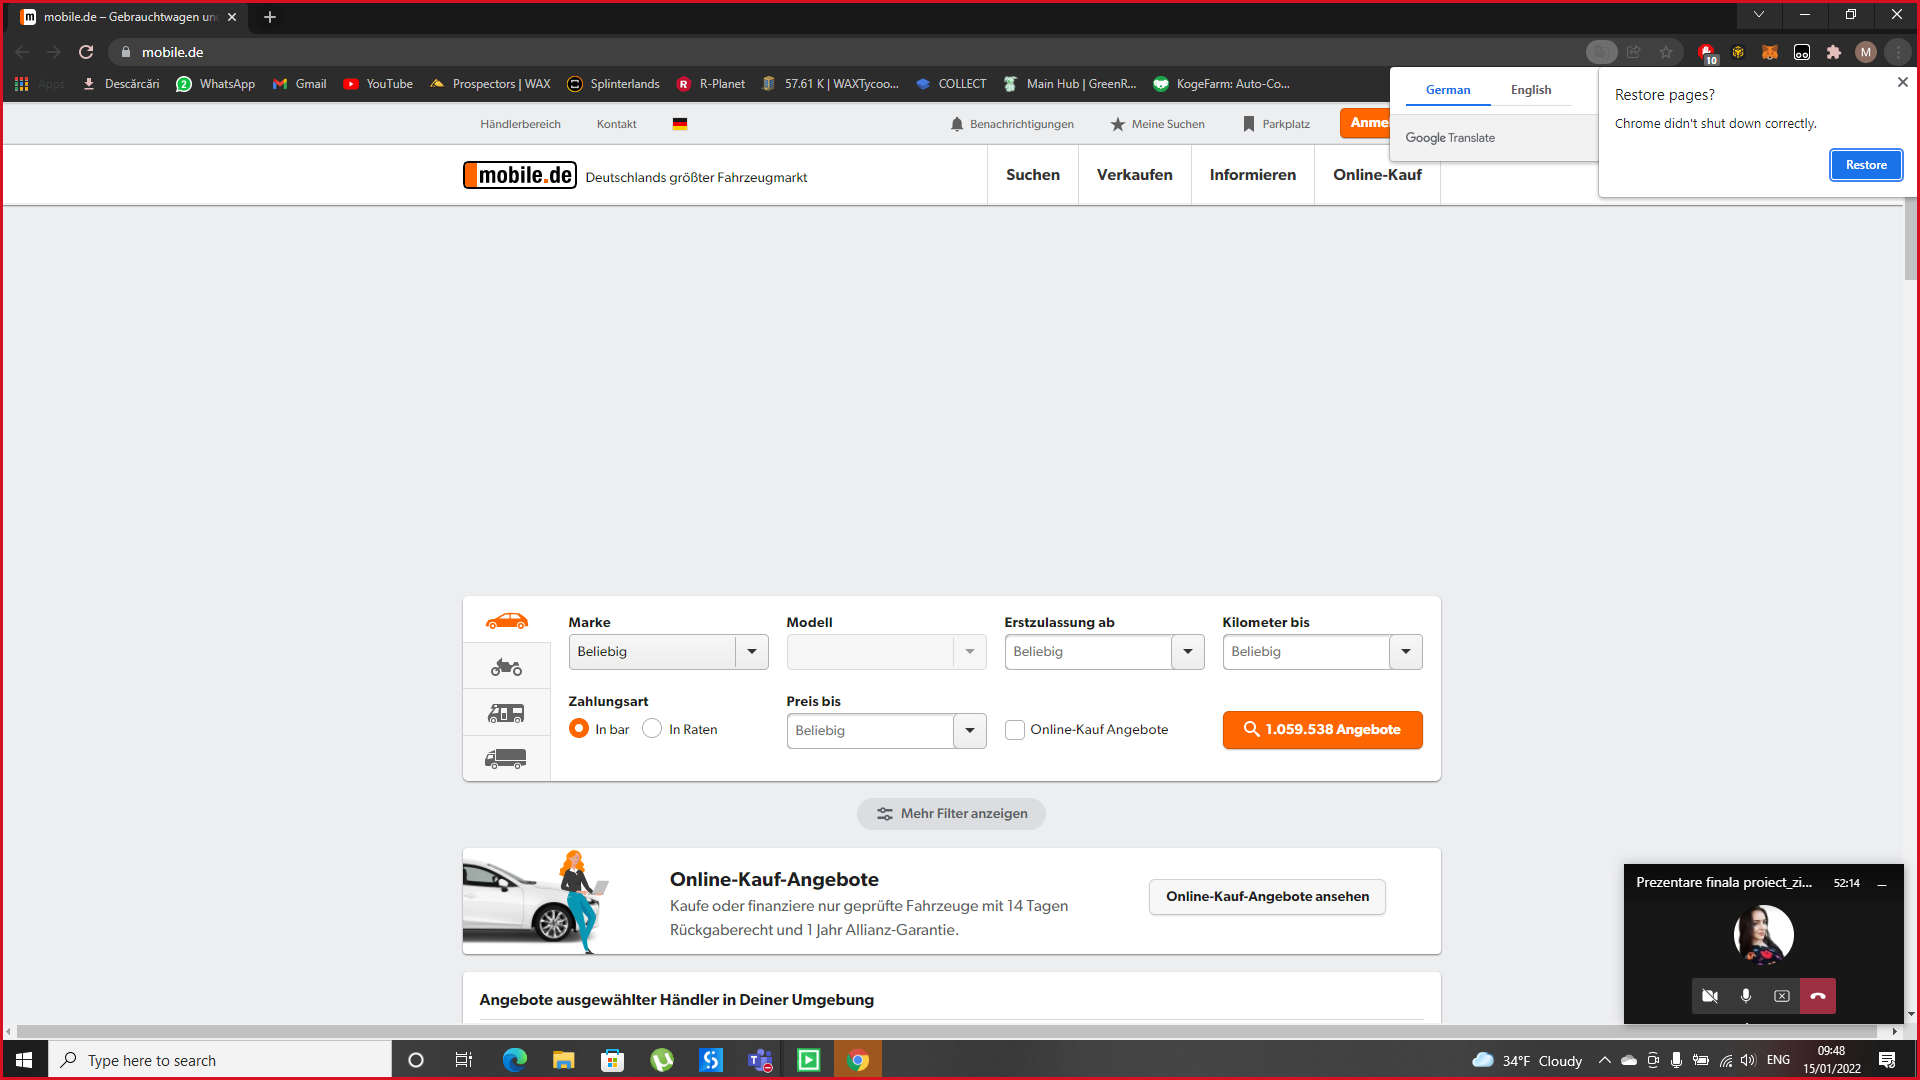 mobile.de – Gebrauchtwagen un
mobile.de
10
M
Apps
Descărcări
WhatsApp
Gmail
YouTube
Prospectors | WAX
Splinterlands
R-Planet
57.61 K | WAXTycoo...
COLLECT
Main Hub | GreenR...
KogeFarm: Auto-Co...
German
English
Google Translate
Restore pages?
Chrome didn't shut down correctly.
Restore
Händlerbereich
Kontakt
Benachrichtigungen
Meine Suchen
Parkplatz
Anme
mobile.de
Deutschlands größter Fahrzeugmarkt
Suchen
Verkaufen
Informieren
Online-Kauf
Marke
Modell
Erstzulassung ab
Kilometer bis
Beliebig
Beliebig
Beliebig
Zahlungsart
Preis bis
In bar
In Raten
Beliebig
Online-Kauf Angebote
1.059.538 Angebote
Mehr Filter anzeigen
Online-Kauf-Angebote
Kaufe oder finanziere nur geprüfte Fahrzeuge mit 14 Tagen
Rückgaberecht und 1 Jahr Allianz-Garantie.
Online-Kauf-Angebote ansehen
Angebote ausgewählter Händler in Deiner Umgebung
Prezentare finala proiect_zi...
52:14
Type here to search
34°F Cloudy
ENG
09:48
15/01/2022